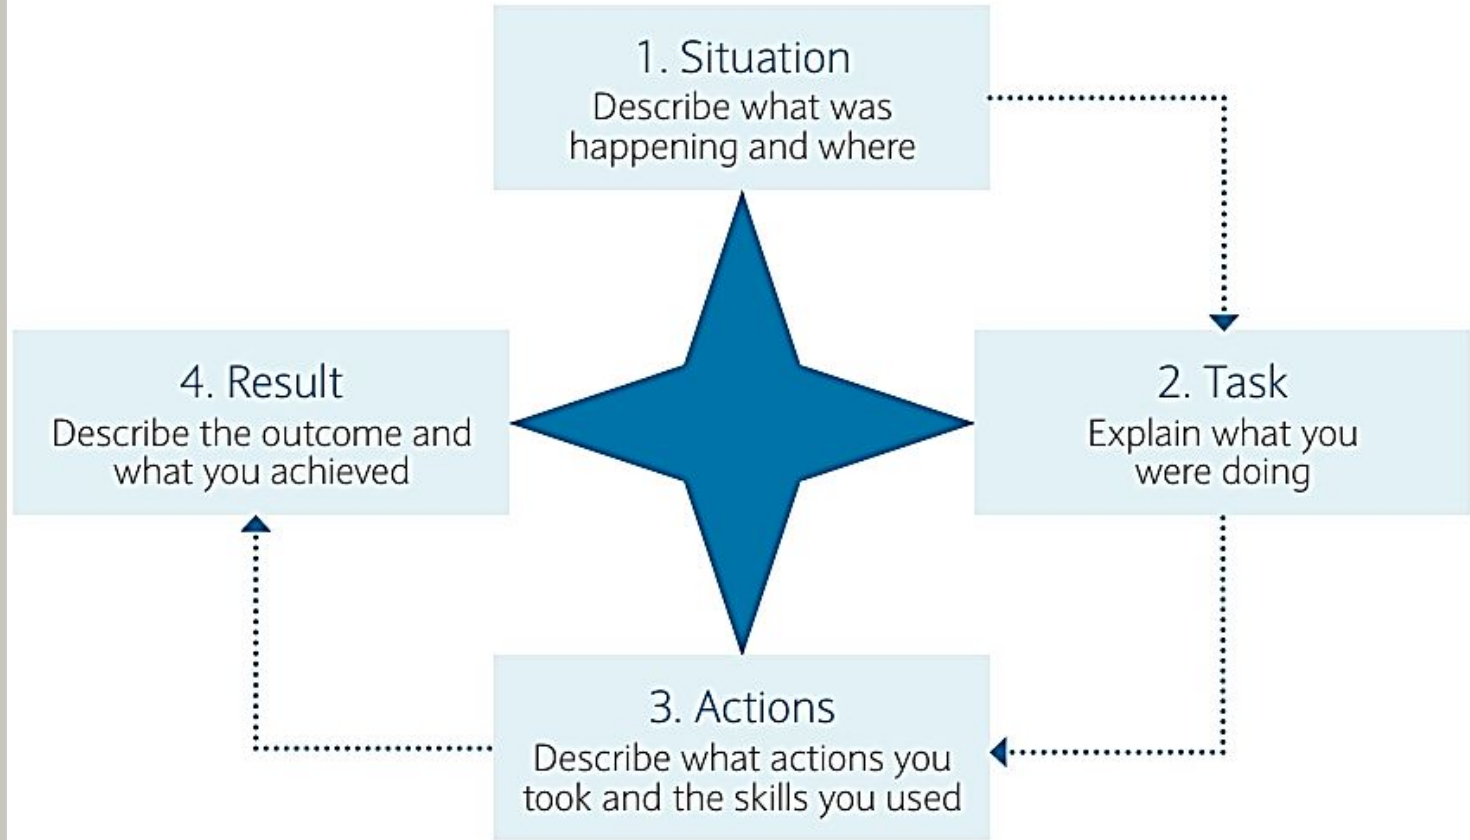 1. Situation
Describe what was
happening and where
2. Task
Explain what you
were doing
3. Actions
Describe what actions you
took and the skills you used
4. Result
Describe the outcome and
what you achieved